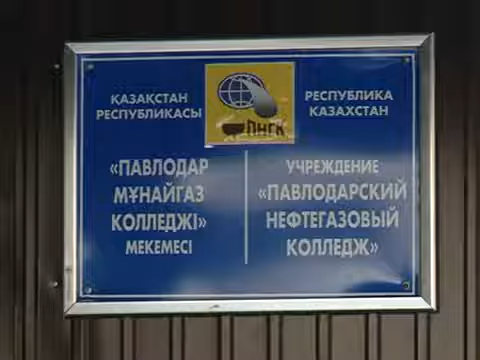 ҚАЗАҚСТАН
РЕСПУБЛИКАСЫ
ПНГК
РЕСПУБЛИКА
КАЗАХСТАН
«ПАВЛОДАР
МҰНАЙГАЗ
КОЛЛЕДЖІ»
МЕКЕМЕСІ
УЧРЕЖДЕНИЕ
«ПАВЛОДАРСКИЙ
НЕФТЕГАЗОВЫЙ
КОЛЛЕДЖ»